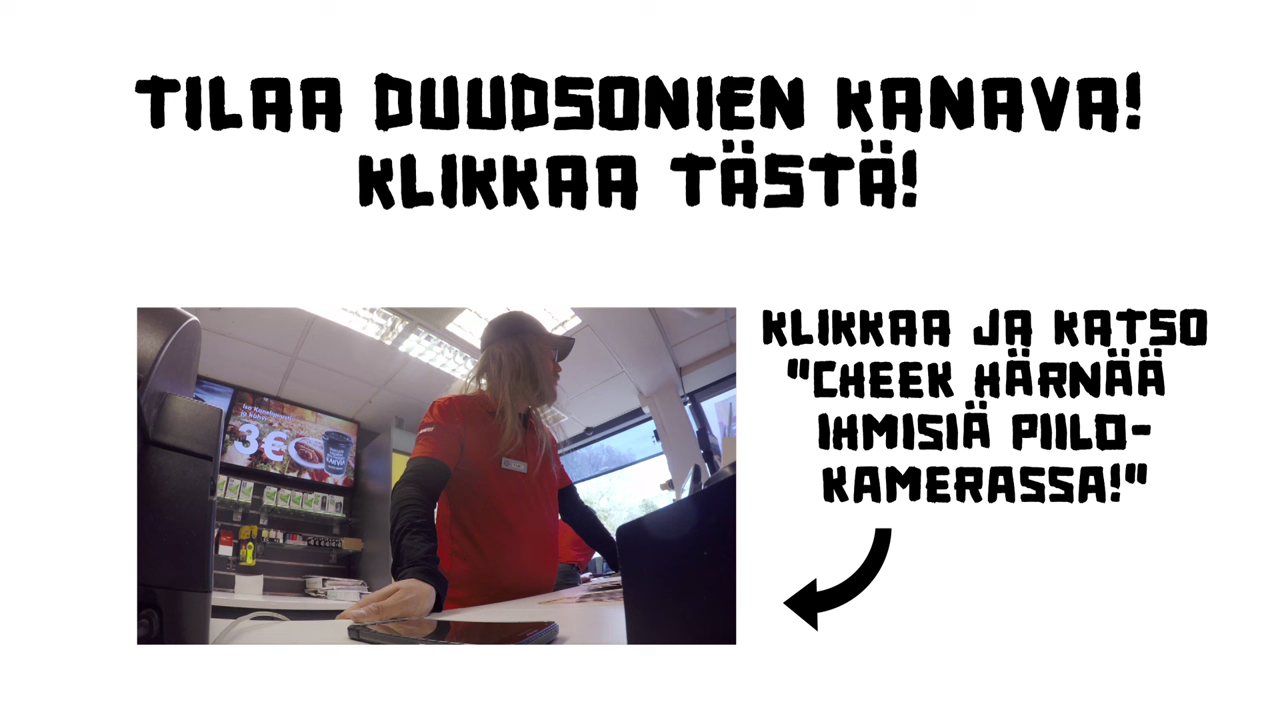 TILAA DUUDSONIEN KANAVA!
KLIKKAA TÄSTÄ!
KLIKKAA JA KATSO
"CHEEK HÄRNÄÄ
IHMISIÄ PIILO-
KAMERASSA!"
3€